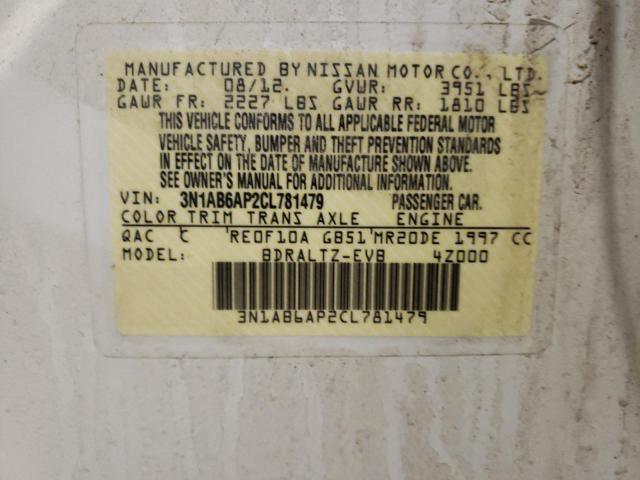 MANUFACTURED BY NISSAN MOTOR CO., LTD.
DATE: 08/12. GVWR: 3951 LBS
GAWR FR: 2227 LBS GAWR RR: 1810 LBS
THIS VEHICLE CONFORMS TO ALL APPLICABLE FEDERAL MOTOR
VEHICLE SAFETY, BUMPER AND THEFT PREVENTION STANDARDS
IN EFFECT ON THE DATE OF MANUFACTURE SHOWN ABOVE.
SEE OWNER'S MANUAL FOR ADDITIONAL INFORMATION.
VIN: 3N1AB6AP2CL781479 PASSENGER CAR.
COLOR TRIM TRANS AXLE ENGINE
QAC C RE0F10A GB51 MR20DE 1997 CC
MODEL: BDRALTZ-EVB 4Z000
3N1AB6AP2CL781479